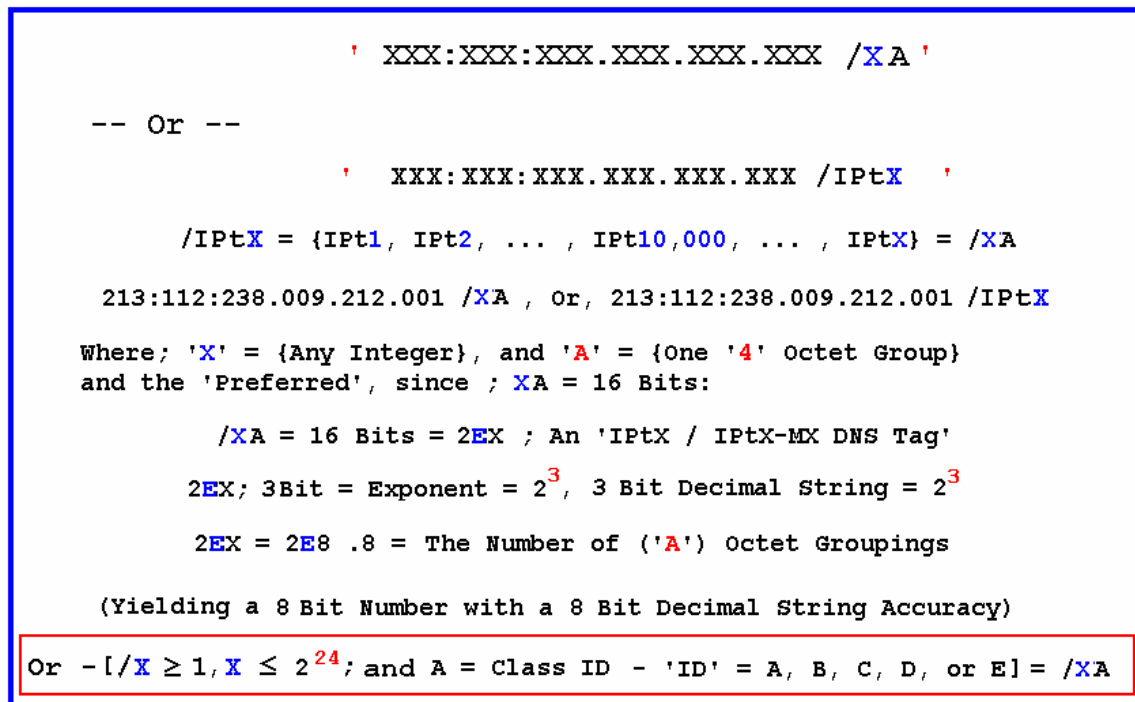 ' XXX:XXX:XXX.XXX.XXX.XXX /XA '
-- Or --
' XXX:XXX:XXX.XXX.XXX.XXX /IPtX '
/IPtX = {IPt1, IPt2, ... , IPt10,000, ... , IPtX} = /XA
213:112:238.009.212.001 /XA , Or, 213:112:238.009.212.001 /IPtX
Where; 'X' = {Any Integer}, and 'A' = {One '4' Octet Group}
and the 'Preferred', since ; XA = 16 Bits:
/XA = 16 Bits = 2EX ; An 'IPtX / IPtX-MX DNS Tag'
2EX; 3Bit = Exponent = 2³, 3 Bit Decimal String = 2³
2EX = 2E8 .8 = The Number of ('A') Octet Groupings
(Yielding a 8 Bit Number with a 8 Bit Decimal String Accuracy)
Or -[/X ≥ 1, X ≤ 2²⁴; and A = Class ID - 'ID' = A, B, C, D, or E] = /XA